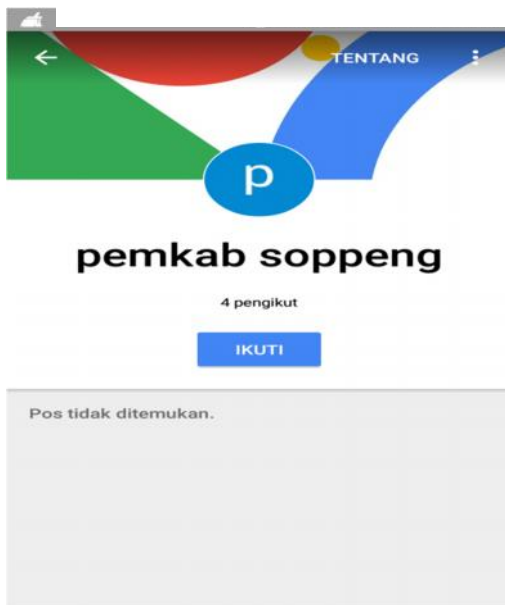 TENTANG
p
pemkab soppeng
4 pengikut
IKUTI
Pos tidak ditemukan.